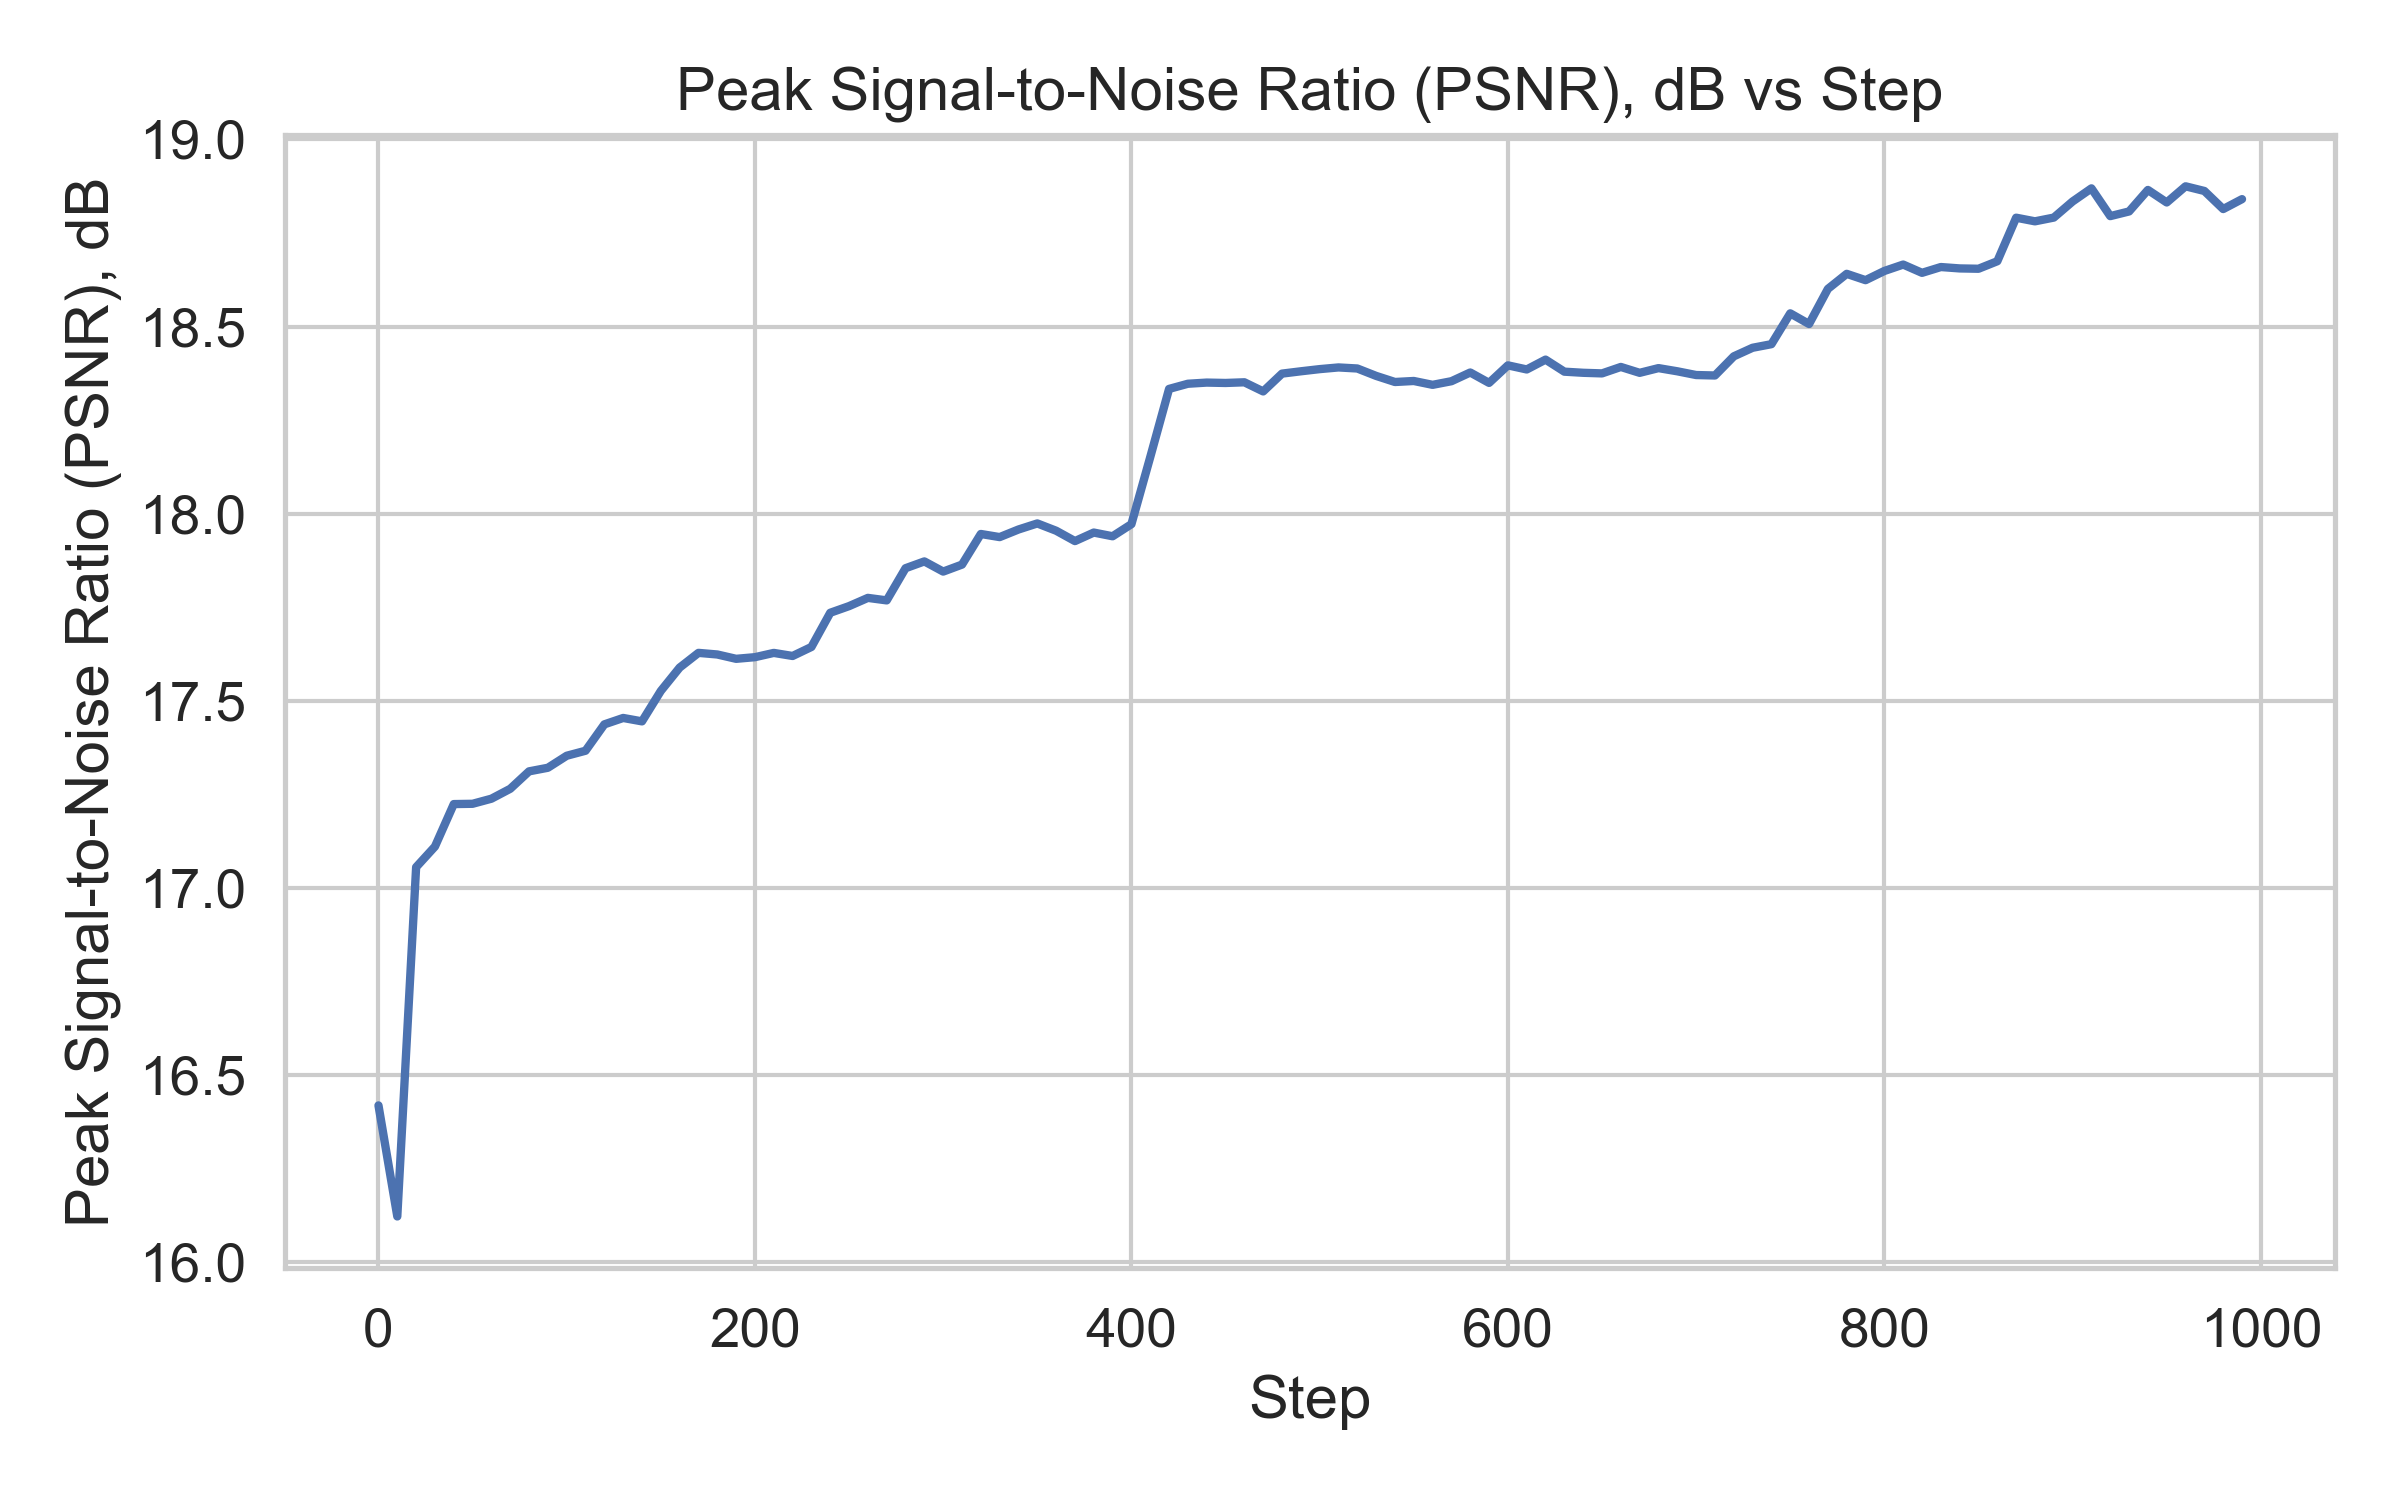 Peak Signal-to-Noise Ratio (PSNR), dB vs Step
Peak Signal-to-Noise Ratio (PSNR), dB
19.0
18.5
18.0
17.5
17.0
16.5
16.0
0 200 400 600 800 1000
Step